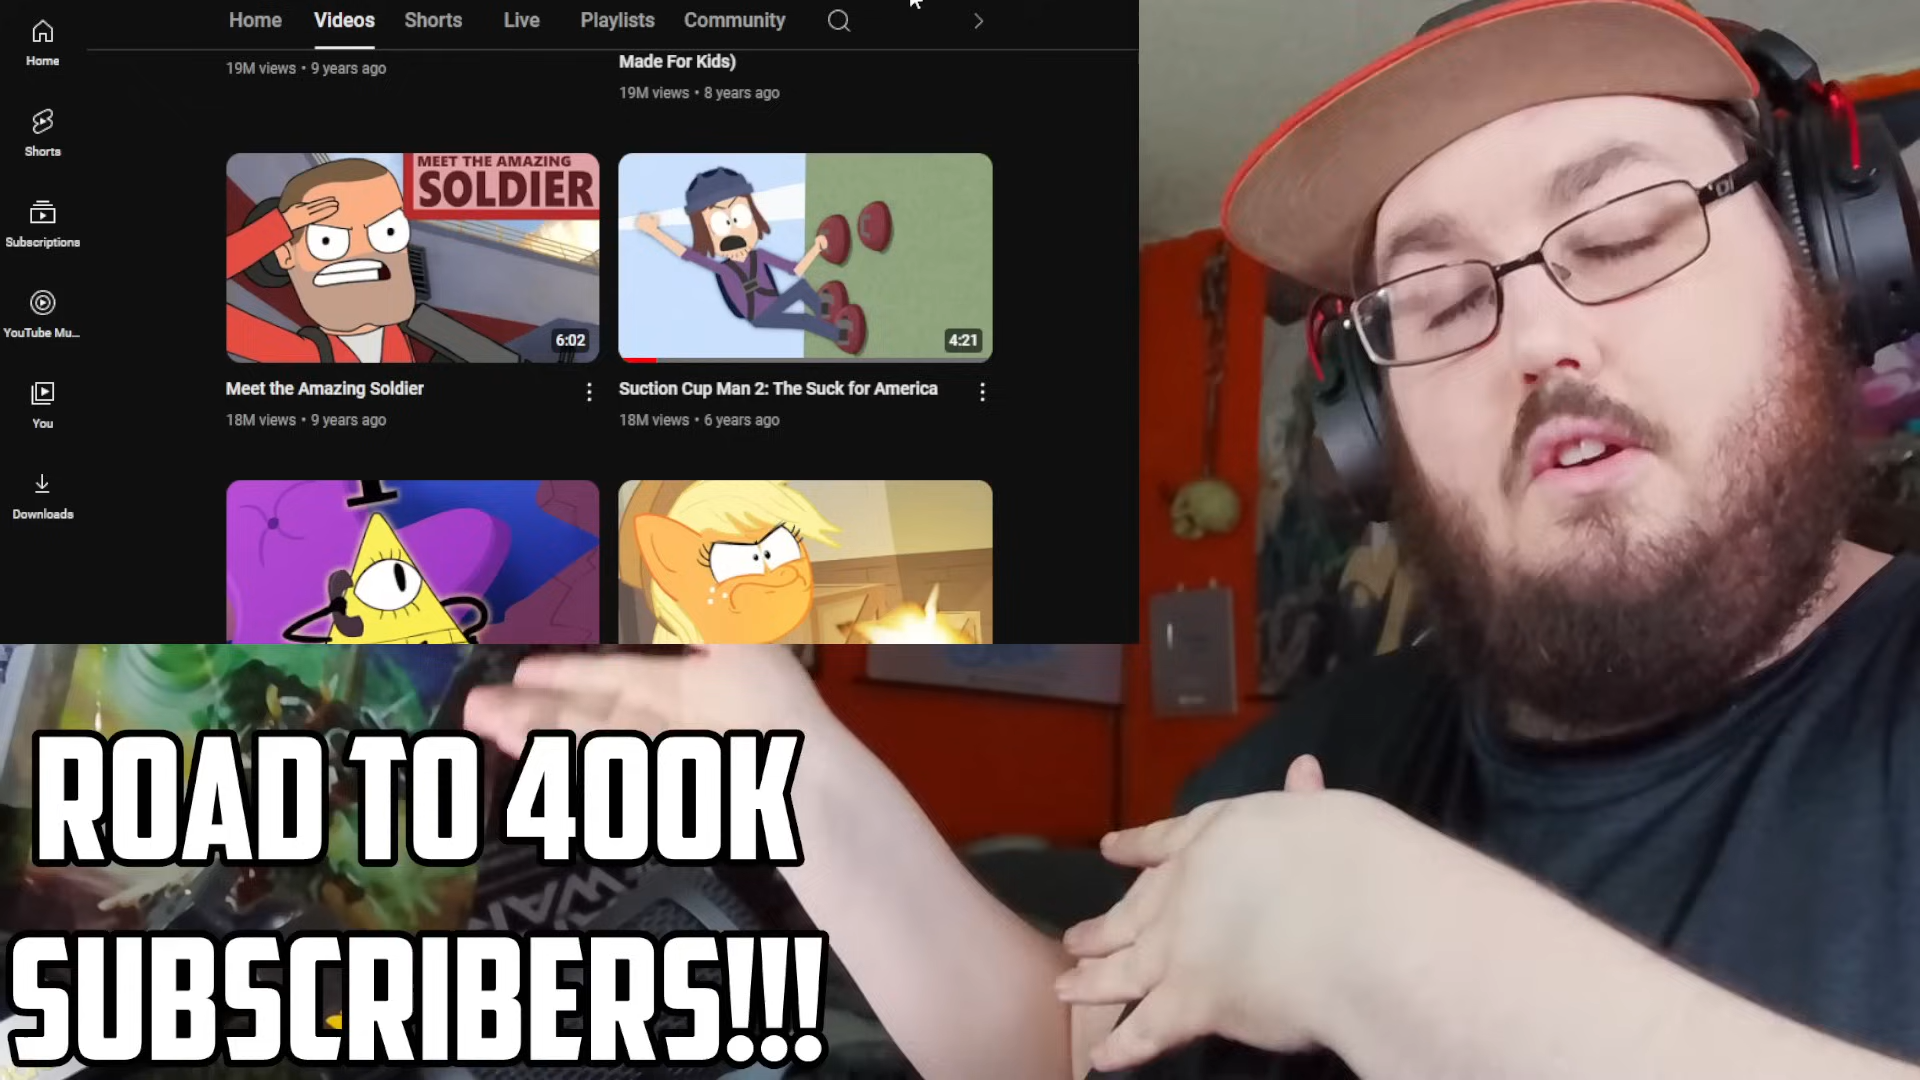 Home Videos Shorts Live Playlists Community
Home
Shorts
Subscriptions
YouTube Mu...
You
Downloads
19M views • 9 years ago
Made For Kids)
19M views • 8 years ago
MEET THE AMAZING
SOLDIER
6:02
4:21
Meet the Amazing Soldier
18M views • 9 years ago
Suction Cup Man 2: The Suck for America
18M views • 6 years ago
ROAD TO 400K
SUBSCRIBERS!!!